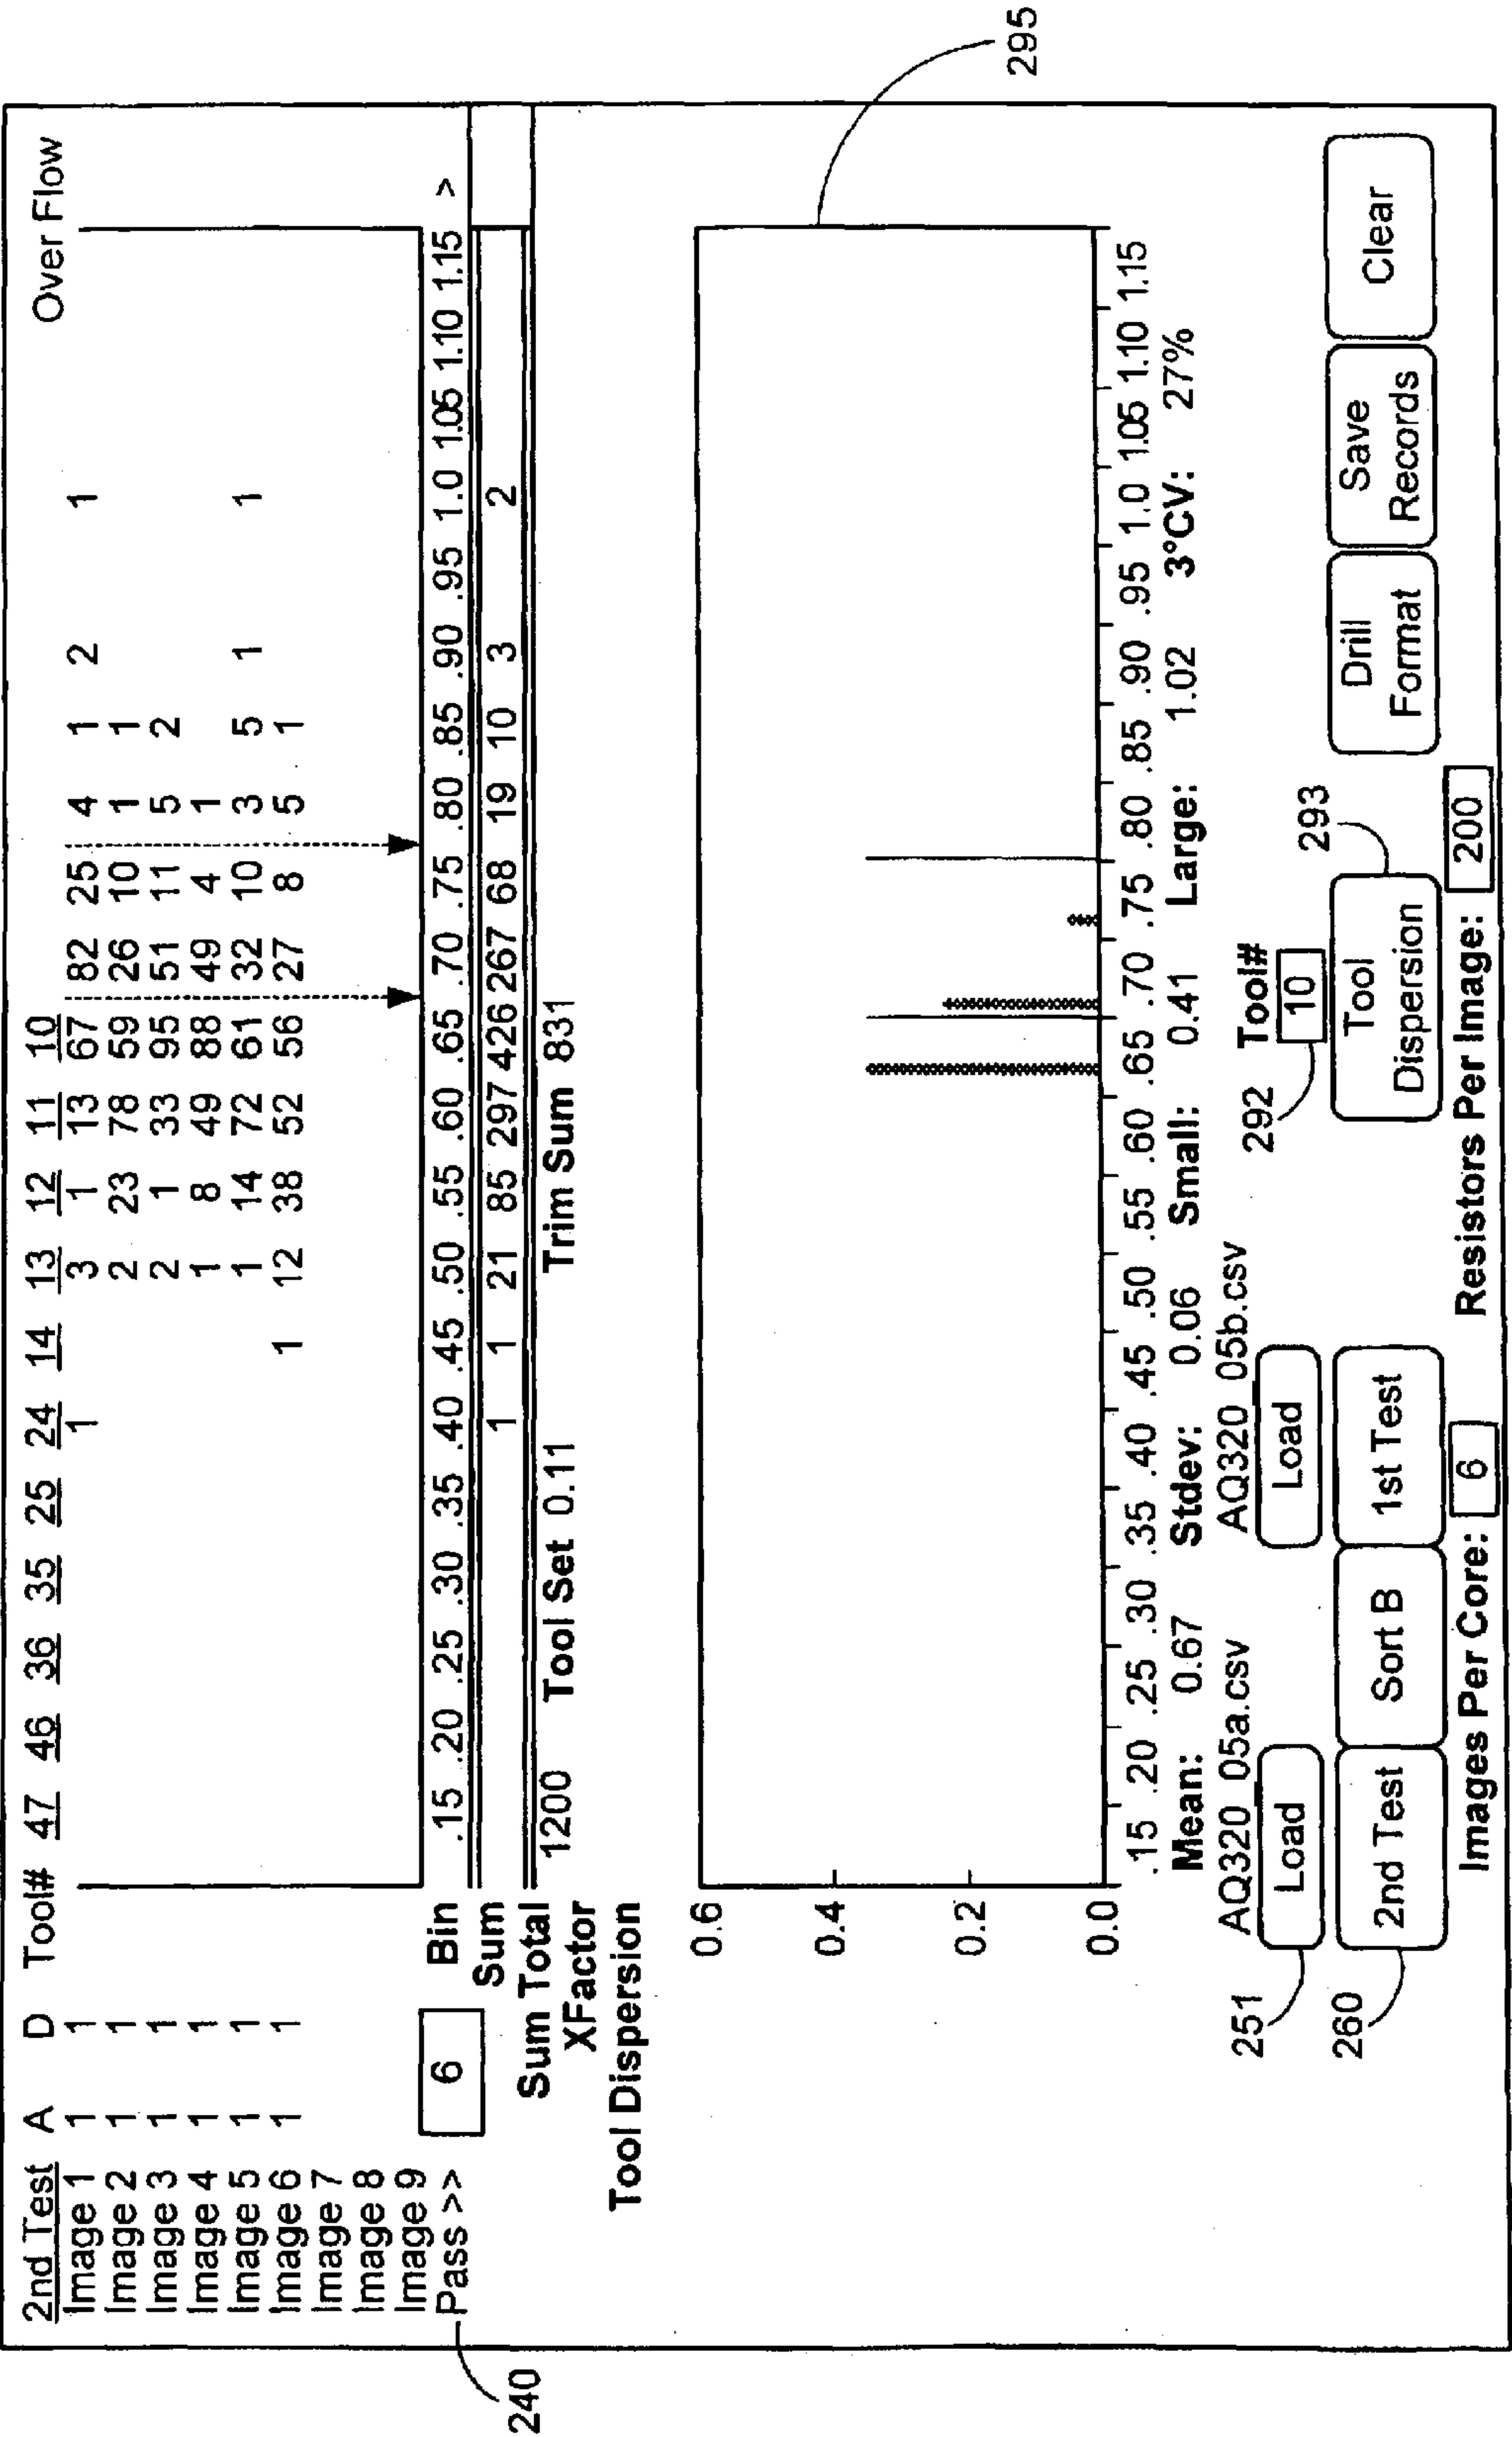 2nd Test A D Tool# 47 46 36 35 25 24 14 13 12 11 10 Over Flow
Image 1 1 1 1 3 1 13 67 82 25 4 1 2 1
Image 2 1 1 2 23 78 59 26 10 1 1
Image 3 1 1 2 1 33 95 51 11 5 2
Image 4 1 1 1 8 49 88 49 4 1
Image 5 1 1 1 14 72 61 32 10 3 5 1 1
Image 6 1 1 1 12 38 52 56 27 8 5 1
Image 7
Image 8
Image 9
Pass >> 6 Bin .15 .20 .25 .30 .35 .40 .45 .50 .55 .60 .65 .70 .75 .80 .85 .90 .95 1.0 1.05 1.10 1.15 >
240
Sum 1 1 21 85 297 426 267 68 19 10 3 2
Sum Total 1200 Tool Set 0.11 Trim Sum 831
XFactor
Tool Dispersion
0.6
0.4
0.2
0.0
295
.15 .20 .25 .30 .35 .40 .45 .50 .55 .60 .65 .70 .75 .80 .85 .90 .95 1.0 1.05 1.10 1.15
Mean: 0.67 Stdev: 0.06 Small: 0.41 Large: 1.02 3°CV: 27%
AQ320_05a.csv AQ320_05b.csv Tool#
251 Load Load 292 10 293
260 2nd Test Sort B 1st Test Tool Dispersion Drill Format Save Records Clear
Images Per Core: 6 Resistors Per Image: 200